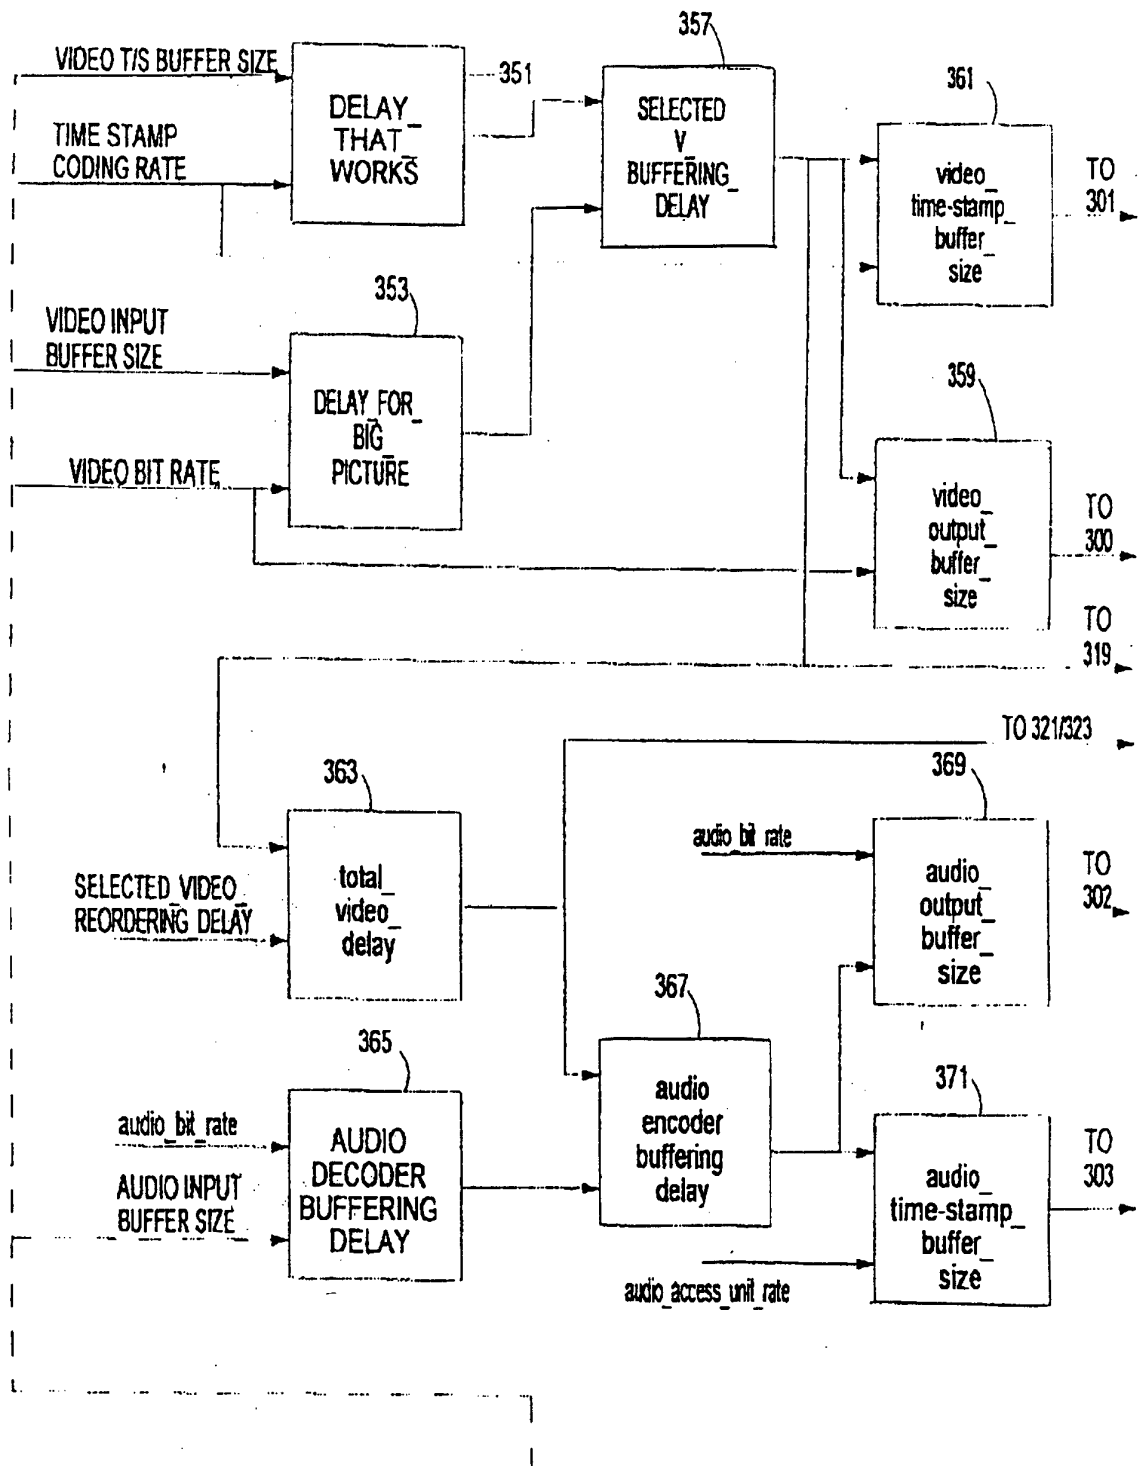 VIDEO T/S BUFFER SIZE
TIME STAMP
CODING RATE
DELAY_
THAT_
WORKS
351
357
SELECTED_
V_
BUFFERING_
DELAY
361
video_
time-stamp_
buffer_
size
TO
301
VIDEO INPUT
BUFFER SIZE
353
DELAY_FOR_
BIG_
PICTURE
VIDEO BIT RATE
359
video_
output_
buffer_
size
TO
300
TO
319
TO 321/323
363
total_
video_
delay
SELECTED_VIDEO_
REORDERING_DELAY
audio_bit_rate
369
audio_
output_
buffer_
size
TO
302
365
audio_bit_rate
AUDIO INPUT
BUFFER SIZE
AUDIO
DECODER
BUFFERING
DELAY
367
audio
encoder
buffering
delay
371
audio_
time-stamp_
buffer_
size
TO
303
audio_access_unit_rate